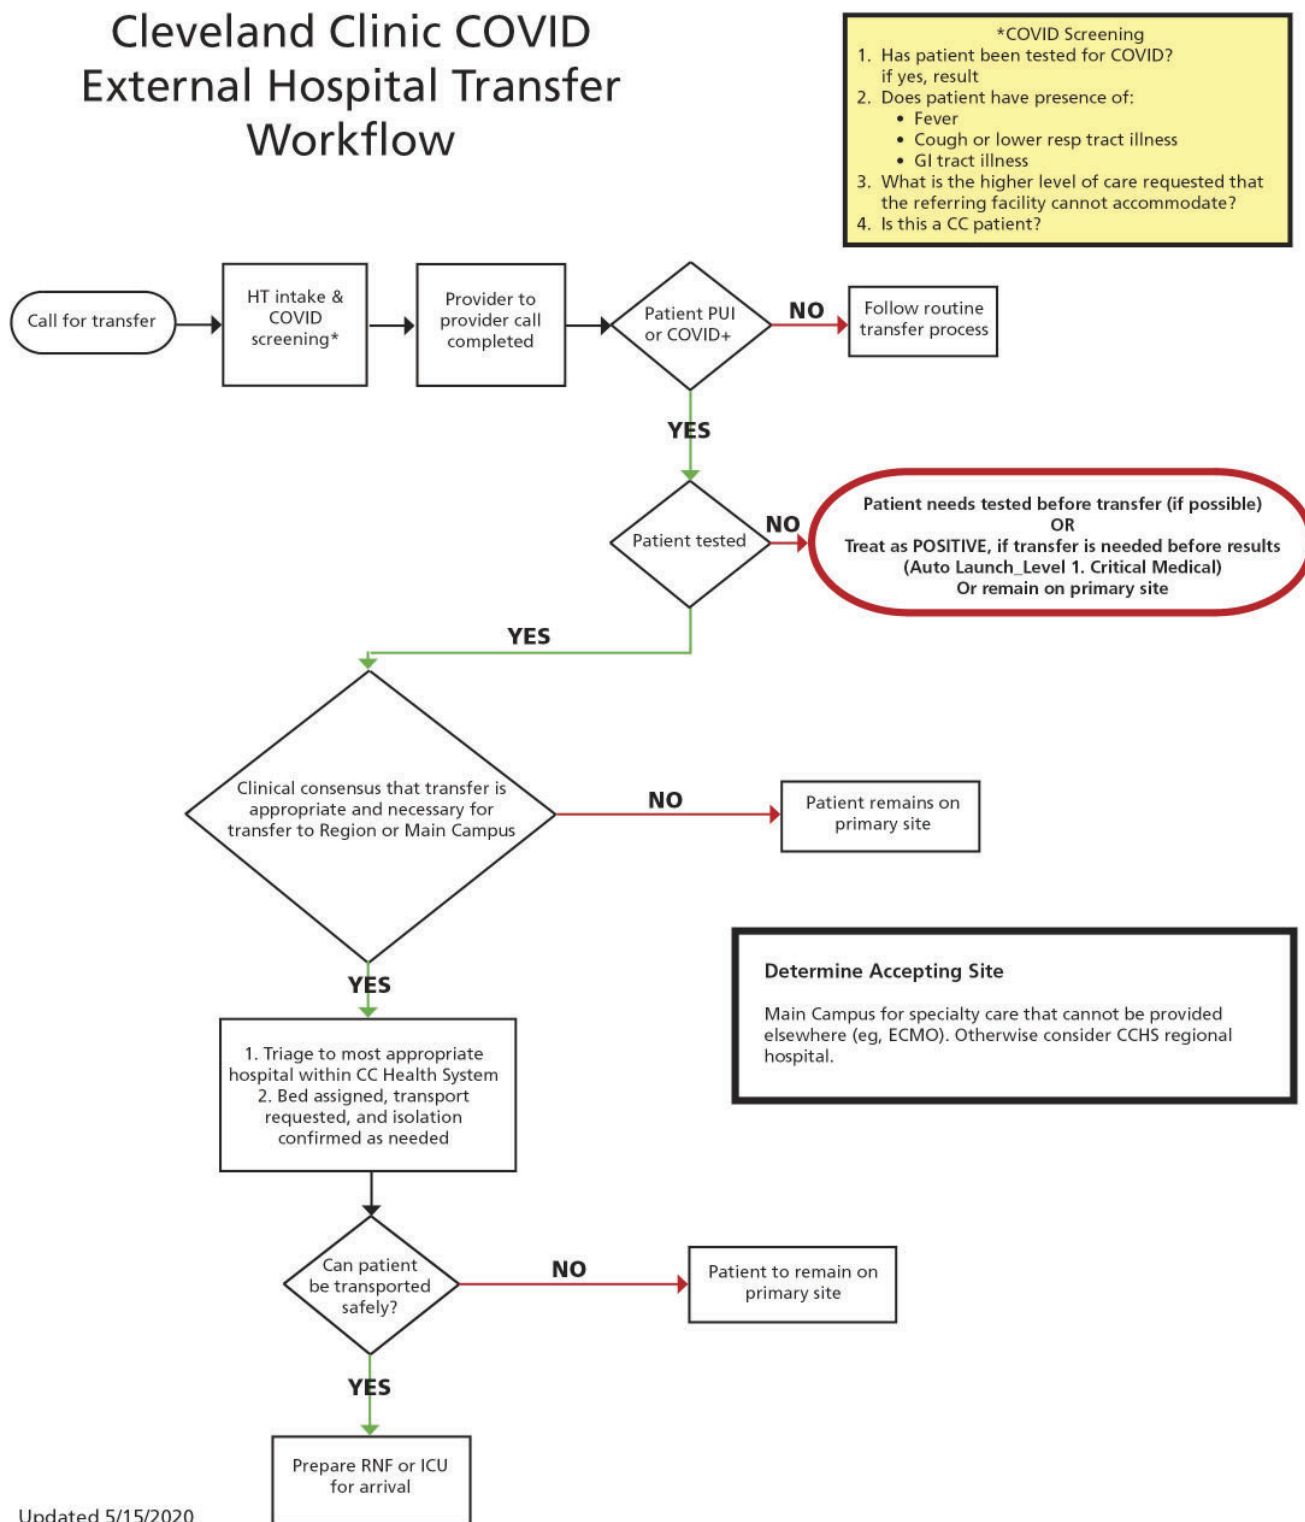 Cleveland Clinic COVID
External Hospital Transfer
Workflow
*COVID Screening
1. Has patient been tested for COVID?
if yes, result
2. Does patient have presence of:
• Fever
• Cough or lower resp tract illness
• GI tract illness
3. What is the higher level of care requested that
the referring facility cannot accommodate?
4. Is this a CC patient?
Call for transfer
HT intake &
COVID
screening*
Provider to
provider call
completed
Patient PUI
or COVID+
NO
Follow routine
transfer process
YES
Patient tested
NO
Patient needs tested before transfer (if possible)
OR
Treat as POSITIVE, if transfer is needed before results
(Auto Launch_Level 1. Critical Medical)
Or remain on primary site
YES
Clinical consensus that transfer is
appropriate and necessary for
transfer to Region or Main Campus
NO
Patient remains on
primary site
YES
Determine Accepting Site
Main Campus for specialty care that cannot be provided
elsewhere (eg, ECMO). Otherwise consider CCHS regional
hospital.
1. Triage to most appropriate
hospital within CC Health System
2. Bed assigned, transport
requested, and isolation
confirmed as needed
Can patient
be transported
safely?
NO
Patient to remain on
primary site
YES
Prepare RNF or ICU
for arrival
Updated 5/15/2020